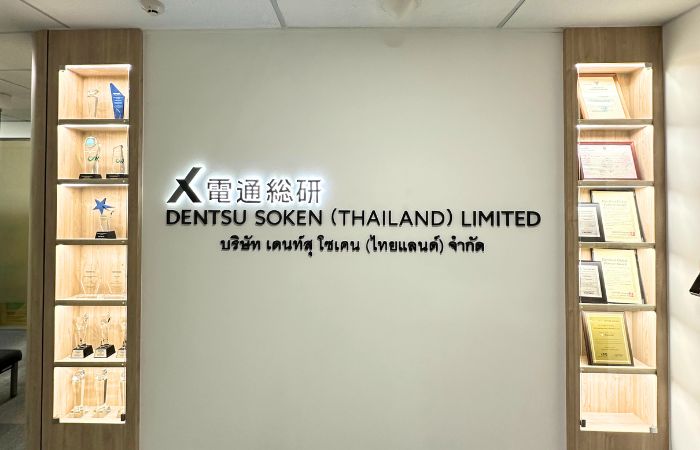 電通総研
DENTSU SOKEN (THAILAND) LIMITED
บริษัท เดนท์สุ โซเคน (ไทยแลนด์) จำกัด